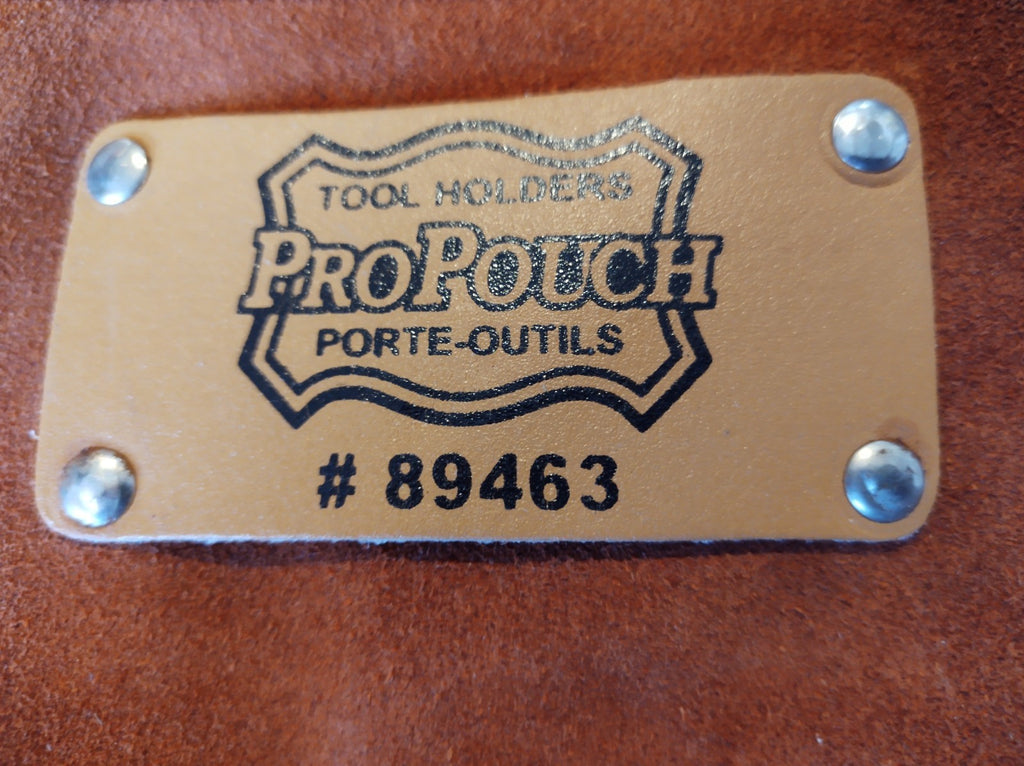 TOOL HOLDERS
PROPOUCH
PORTE-OUTILS
# 89463